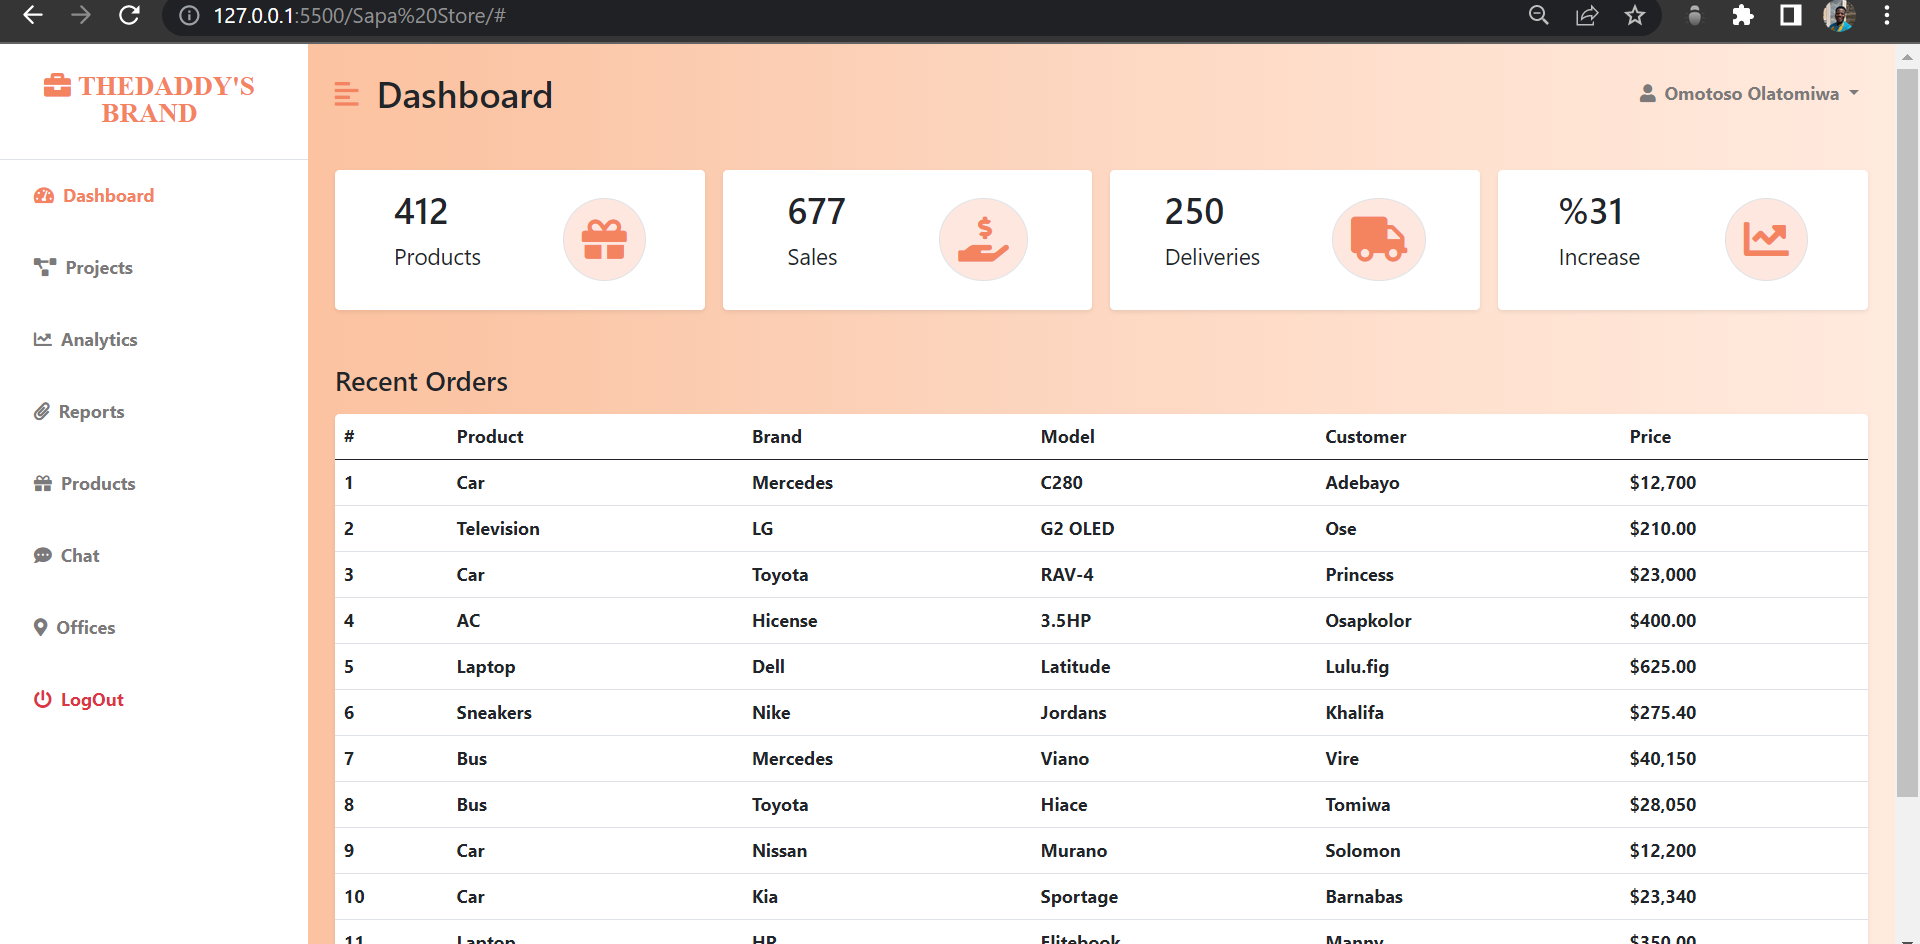 127.0.0.1:5500/Sapa%20Store/#
THEDADDY'S
BRAND
Dashboard
Projects
Analytics
Reports
Products
Chat
Offices
LogOut
Dashboard
Omotoso Olatomiwa
412
Products
677
Sales
250
Deliveries
%31
Increase
Recent Orders
# Product Brand Model Customer Price
1 Car Mercedes C280 Adebayo $12,700
2 Television LG G2 OLED Ose $210.00
3 Car Toyota RAV-4 Princess $23,000
4 AC Hicense 3.5HP Osapkolor $400.00
5 Laptop Dell Latitude Lulu.fig $625.00
6 Sneakers Nike Jordans Khalifa $275.40
7 Bus Mercedes Viano Vire $40,150
8 Bus Toyota Hiace Tomiwa $28,050
9 Car Nissan Murano Solomon $12,200
10 Car Kia Sportage Barnabas $23,340
11 Laptop HP Elitebook Manny $350.00